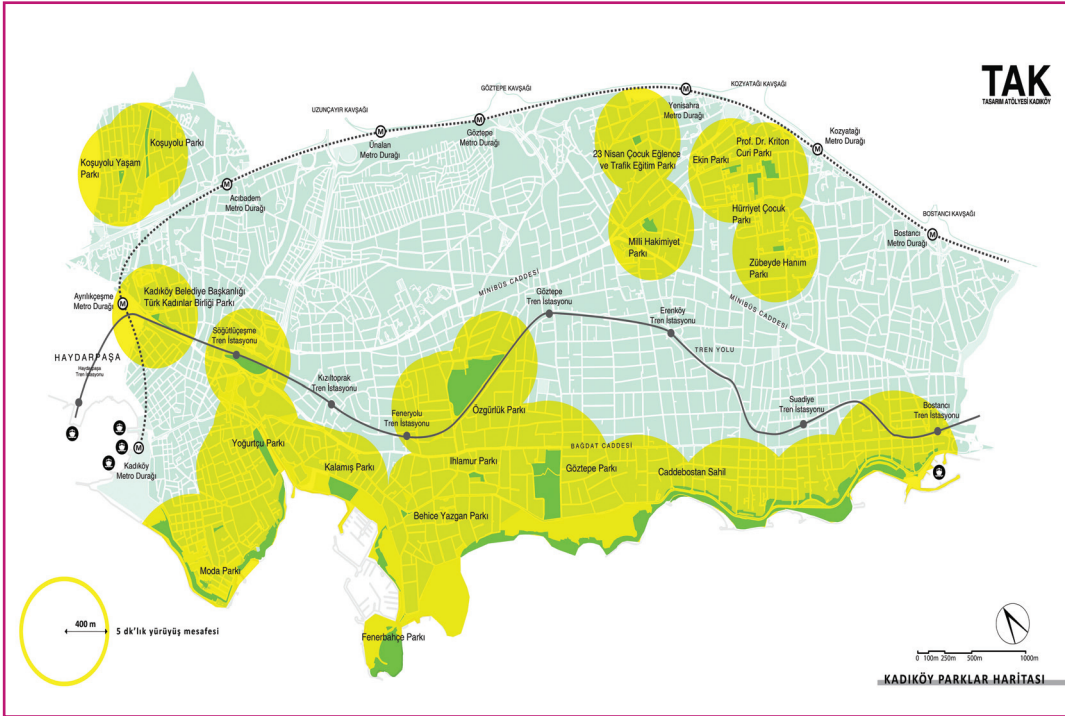 TAK
TASARIM ATÖLYESİ KADIKÖY
UZUNÇAYIR KAVŞAĞI
GÖZTEPE KAVŞAĞI
KOZYATAĞI KAVŞAĞI
BOSTANCI KAVŞAĞI
M
Ünalan
Metro Durağı
M
Göztepe
Metro Durağı
M
Yenisahra
Metro Durağı
M
Kozyatağı
Metro Durağı
M
Bostancı
Metro Durağı
M
Acıbadem
Metro Durağı
Koşuyolu Parkı
Koşuyolu Yaşam
Parkı
23 Nisan Çocuk Eğlence
ve Trafik Eğitim Parkı
Ekin Parkı
Prof. Dr. Kriton
Curi Parkı
Hürriyet Çocuk
Parkı
Milli Hakimiyet
Parkı
Zübeyde Hanım
Parkı
Ayrılıkçeşme
Metro Durağı
M
Kadıköy Belediye Başkanlığı
Türk Kadınlar Birliği Parkı
MİNİBÜS CADDESİ
MİNİBÜS CADDESİ
Söğütlüçeşme
Tren İstasyonu
Göztepe
Tren İstasyonu
Erenköy
Tren İstasyonu
TREN YOLU
HAYDARPAŞA
Haydarpaşa
Tren İstasyonu
Kızıltoprak
Tren İstasyonu
Feneryolu
Tren İstasyonu
Özgürlük Parkı
Suadiye
Tren İstasyonu
Bostancı
Tren İstasyonu
M
Kadıköy
Metro Durağı
Yoğurtçu Parkı
Kalamış Parkı
Ihlamur Parkı
BAĞDAT CADDESİ
Göztepe Parkı
Caddebostan Sahil
Behice Yazgan Parkı
Moda Parkı
Fenerbahçe Parkı
400 m
5 dk'lık yürüyüş mesafesi
0 100m 250m 500m 1000m
KADIKÖY PARKLAR HARİTASI